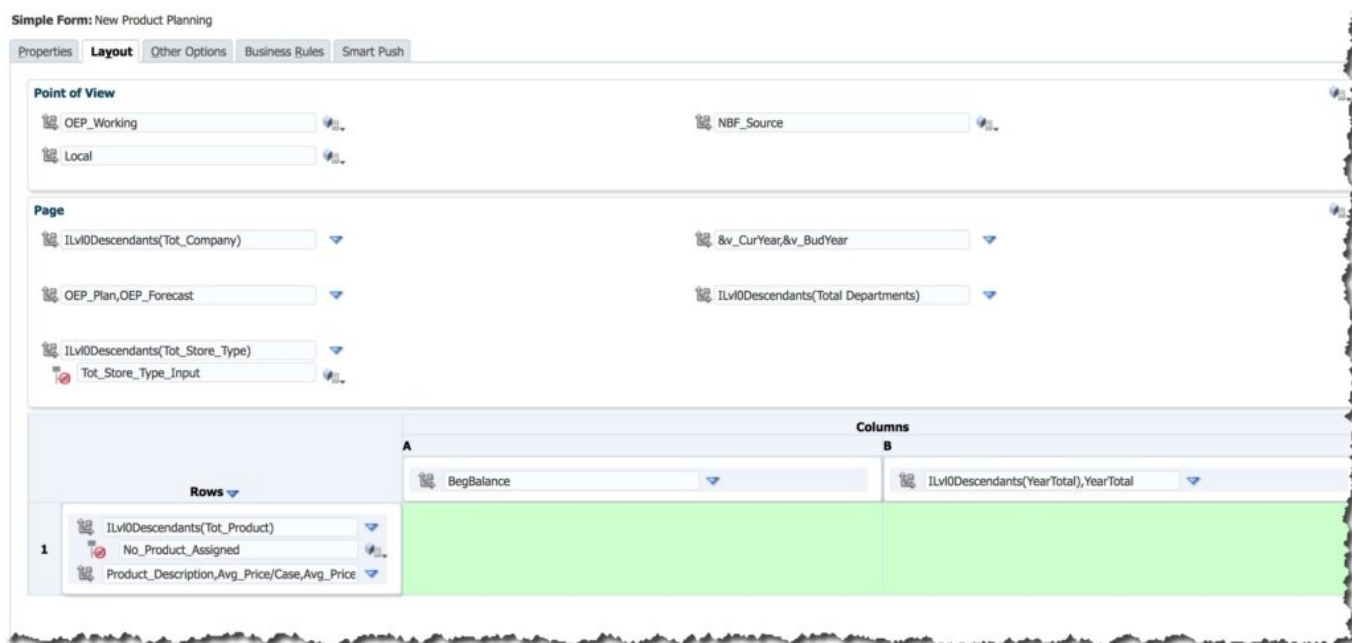 Simple Form: New Product Planning
Properties Layout Other Options Business Rules Smart Push
Point of View
OEP_Working NBF_Source
Local
Page
ILvl0Descendants(Tot_Company) &v_CurYear,&v_BudYear
OEP_Plan,OEP_Forecast ILvl0Descendants(Total Departments)
ILvl0Descendants(Tot_Store_Type)
Tot_Store_Type_Input
Columns
A B
Rows BegBalance ILvl0Descendants(YearTotal),YearTotal
ILvl0Descendants(Tot_Product)
1 No_Product_Assigned
Product_Description,Avg_Price/Case,Avg_Price